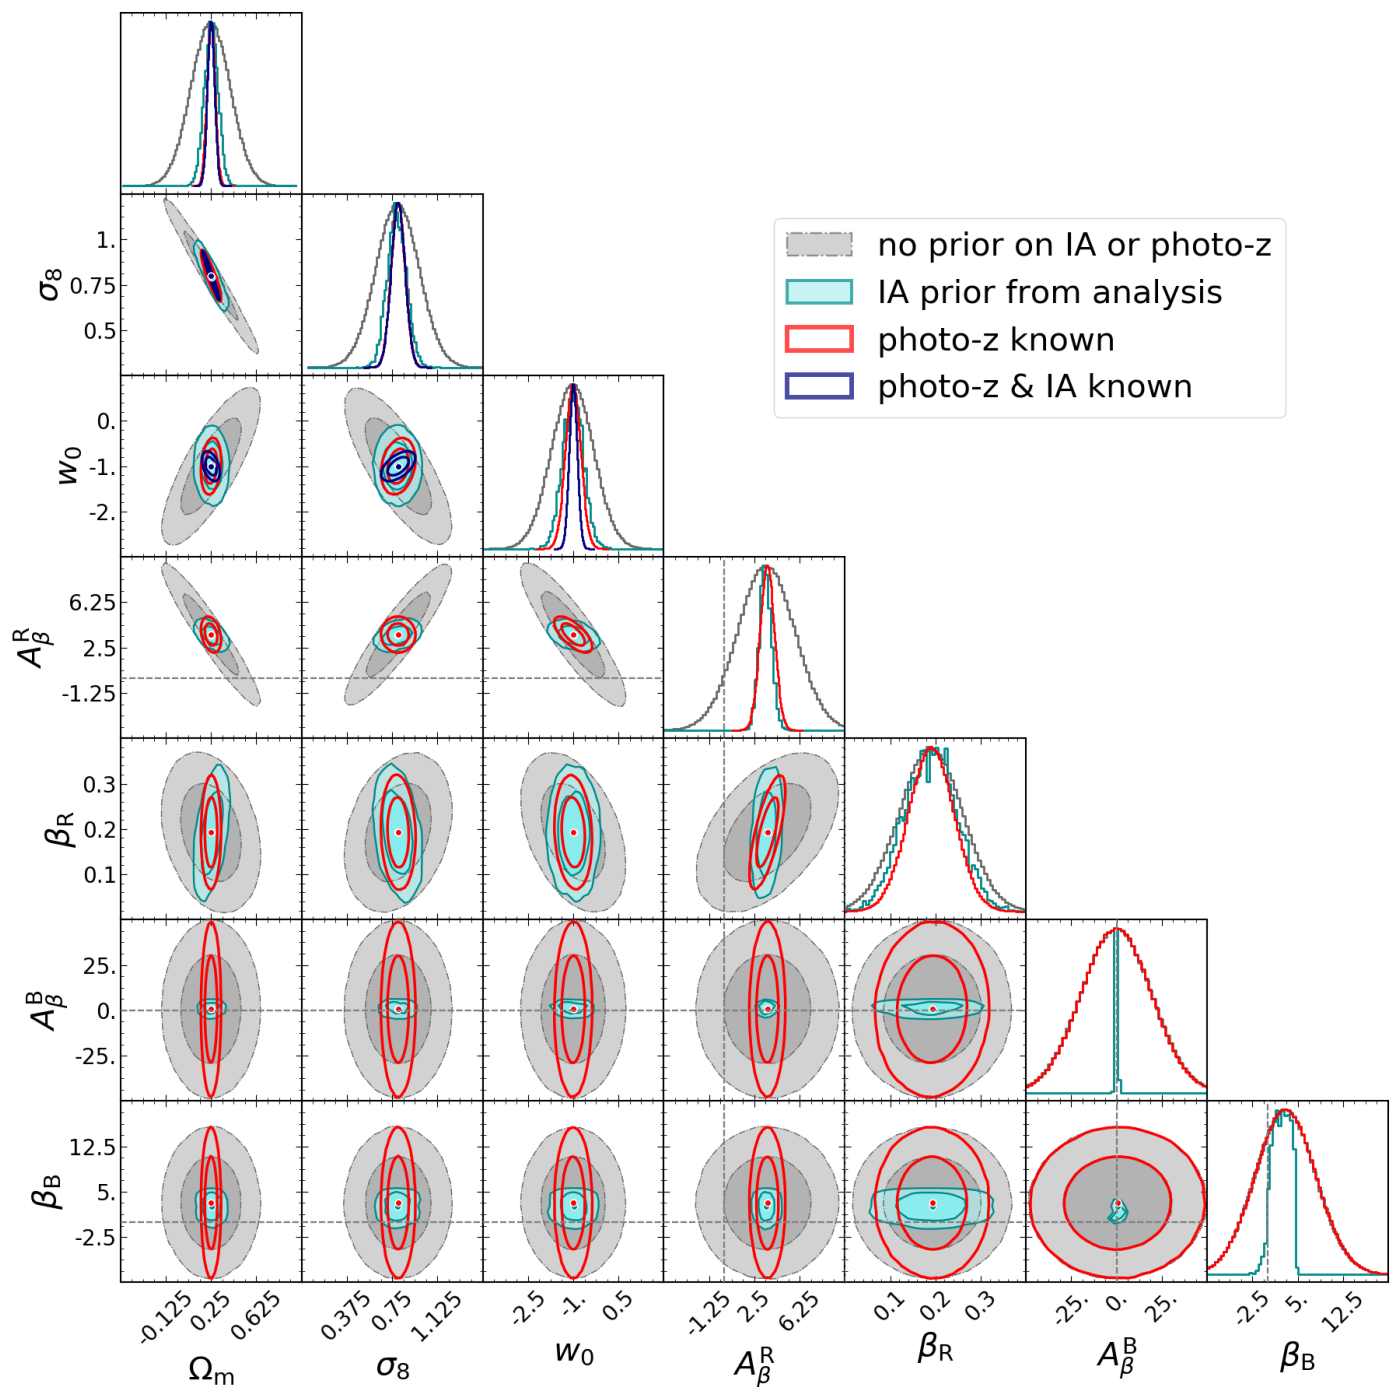 no prior on IA or photo-z
IA prior from analysis
photo-z known
photo-z & IA known
1.
0.75
0.5
σ8
0.
-1.
-2.
w0
6.25
2.5
-1.25
A^R_β
0.3
0.2
0.1
β_R
25.
0.
-25.
A^B_β
12.5
5.
-2.5
β_B
-0.125 0.25 0.625 0.375 0.75 1.125 -2.5 -1. 0.5 -1.25 2.5 6.25 0.1 0.2 0.3 -25. 0. 25. -2.5 5. 12.5
Ω_m σ8 w0 A^R_β β_R A^B_β β_B